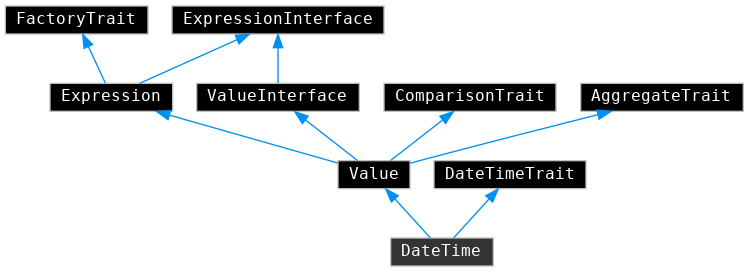 FactoryTrait
ExpressionInterface
Expression
ValueInterface
ComparisonTrait
AggregateTrait
Value
DateTimeTrait
DateTime